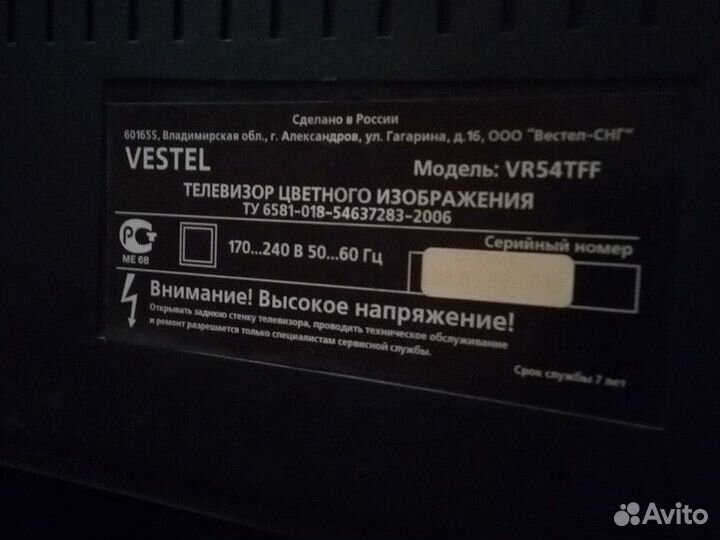 Сделано в России
601655, Владимирская обл., г. Александров, ул. Гагарина, д.16, ООО "Вестел-СНГ"
VESTEL Модель: VR54TFF
ТЕЛЕВИЗОР ЦВЕТНОГО ИЗОБРАЖЕНИЯ
ТУ 6581-018-54637283-2006
РСТ
МЕ 68
170...240 В 50...60 Гц
Серийный номер
Внимание! Высокое напряжение!
Открывать заднюю стенку телевизора, проводить техническое обслуживание
и ремонт разрешается только специалистам сервисной службы.
Срок службы 7 лет
Avito